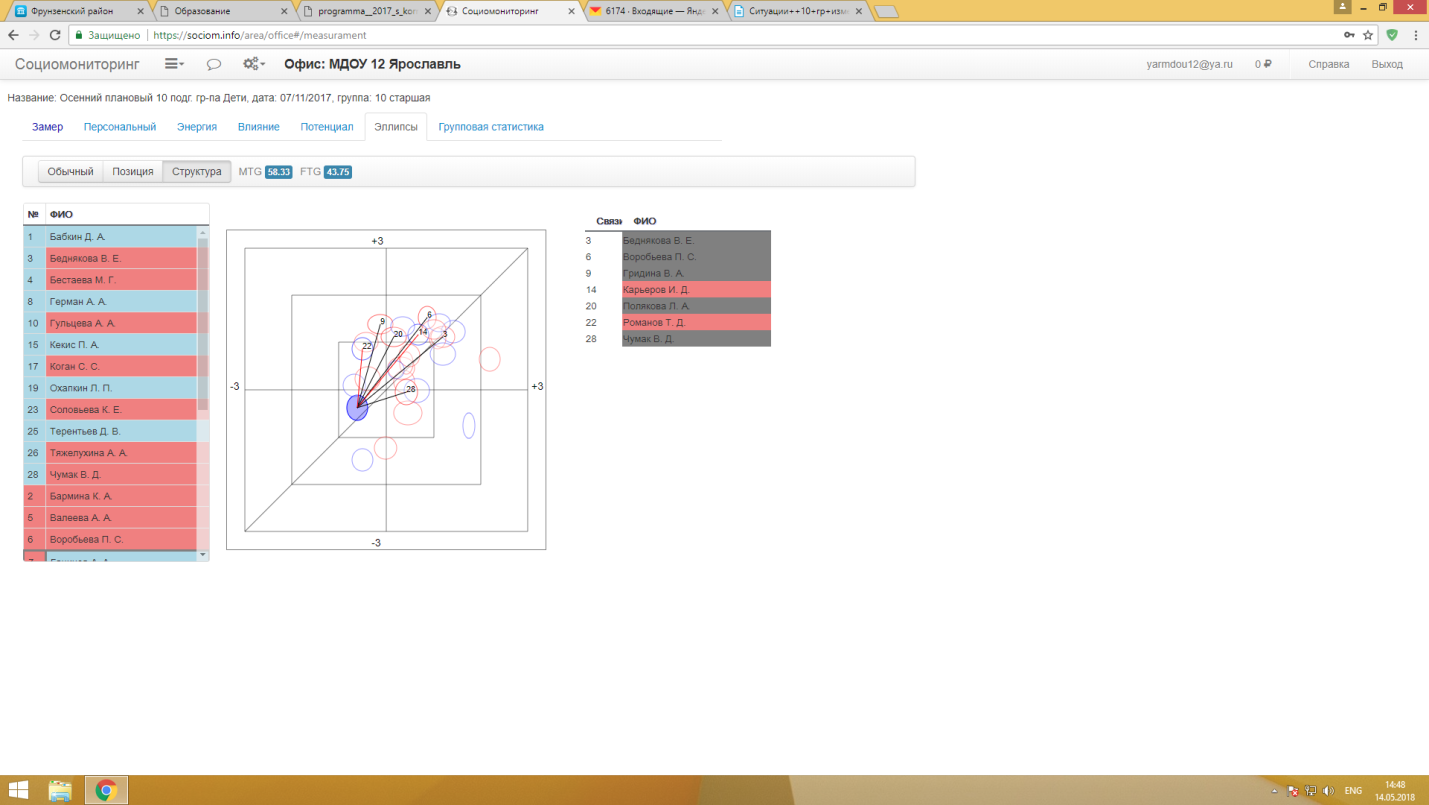 Фрунзенский район
Образование
programma__2017_s_kon
Социомониторинг
6174 · Входящие — Янд
Ситуации++10+гр+изме
Защищено https://sociom.info/area/office#/measurament
Социомониторинг Офис: МДОУ 12 Ярославль yarmdou12@ya.ru 0 ₽ Справка Выход
Название: Осенний плановый 10 подг. гр-па Дети, дата: 07/11/2017, группа: 10 старшая
Замер Персональный Энергия Влияние Потенциал Эллипсы Групповая статистика
Обычный Позиция Структура MTG 58.33 FTG 43.75
№ ФИО
1 Бабкин Д. А.
3 Беднякова В. Е.
4 Бестаева М. Г.
8 Герман А. А.
10 Гульцева А. А.
15 Кекис П. А.
17 Коган С. С.
19 Охапкин Л. П.
23 Соловьева К. Е.
25 Терентьев Д. В.
26 Тяжелухина А. А.
28 Чумак В. Д.
2 Бармина К. А.
5 Валеева А. А.
6 Воробьева П. С.
+3
6
9
14
20
3
22
-3
+3
28
-3
Связи ФИО
3 Беднякова В. Е.
6 Воробьева П. С.
9 Гридина В. А.
14 Карьеров И. Д.
20 Полякова Л. А.
22 Романов Т. Д.
28 Чумак В. Д.
ENG
14:48
14.05.2018